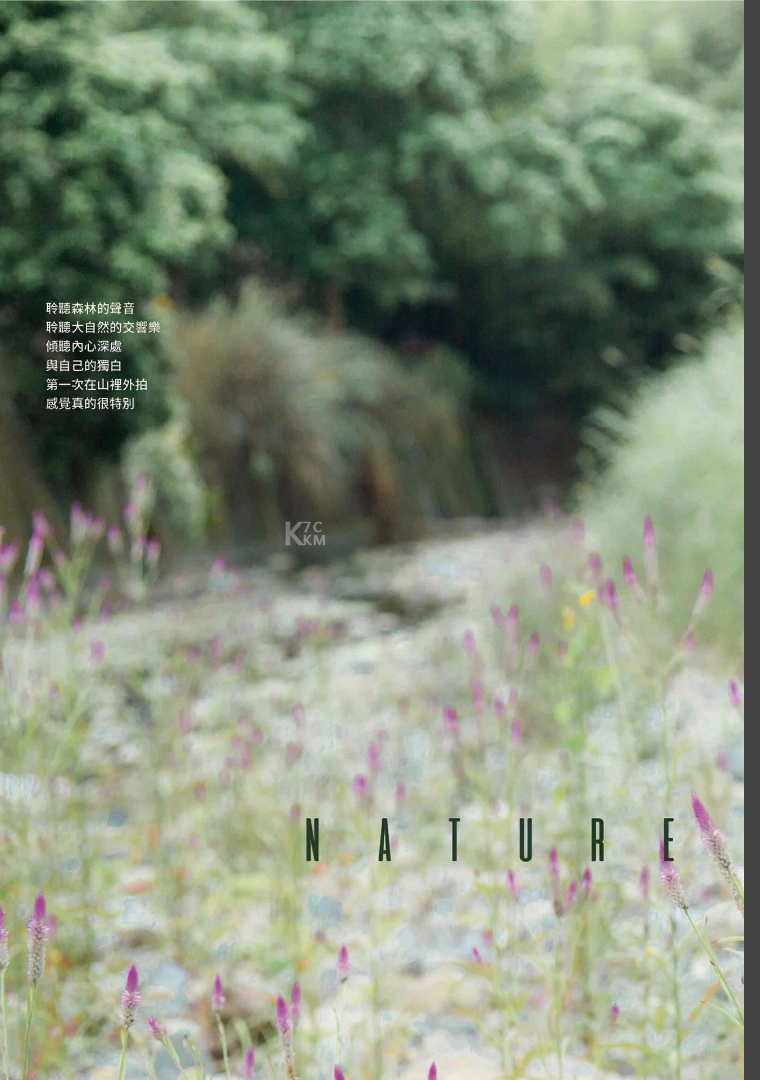 聆聽森林的聲音
聆聽大自然的交響樂
傾聽內心深處
與自己的獨白
第一次在山裡外拍
感覺真的很特別
K7C
KKM
NATURE